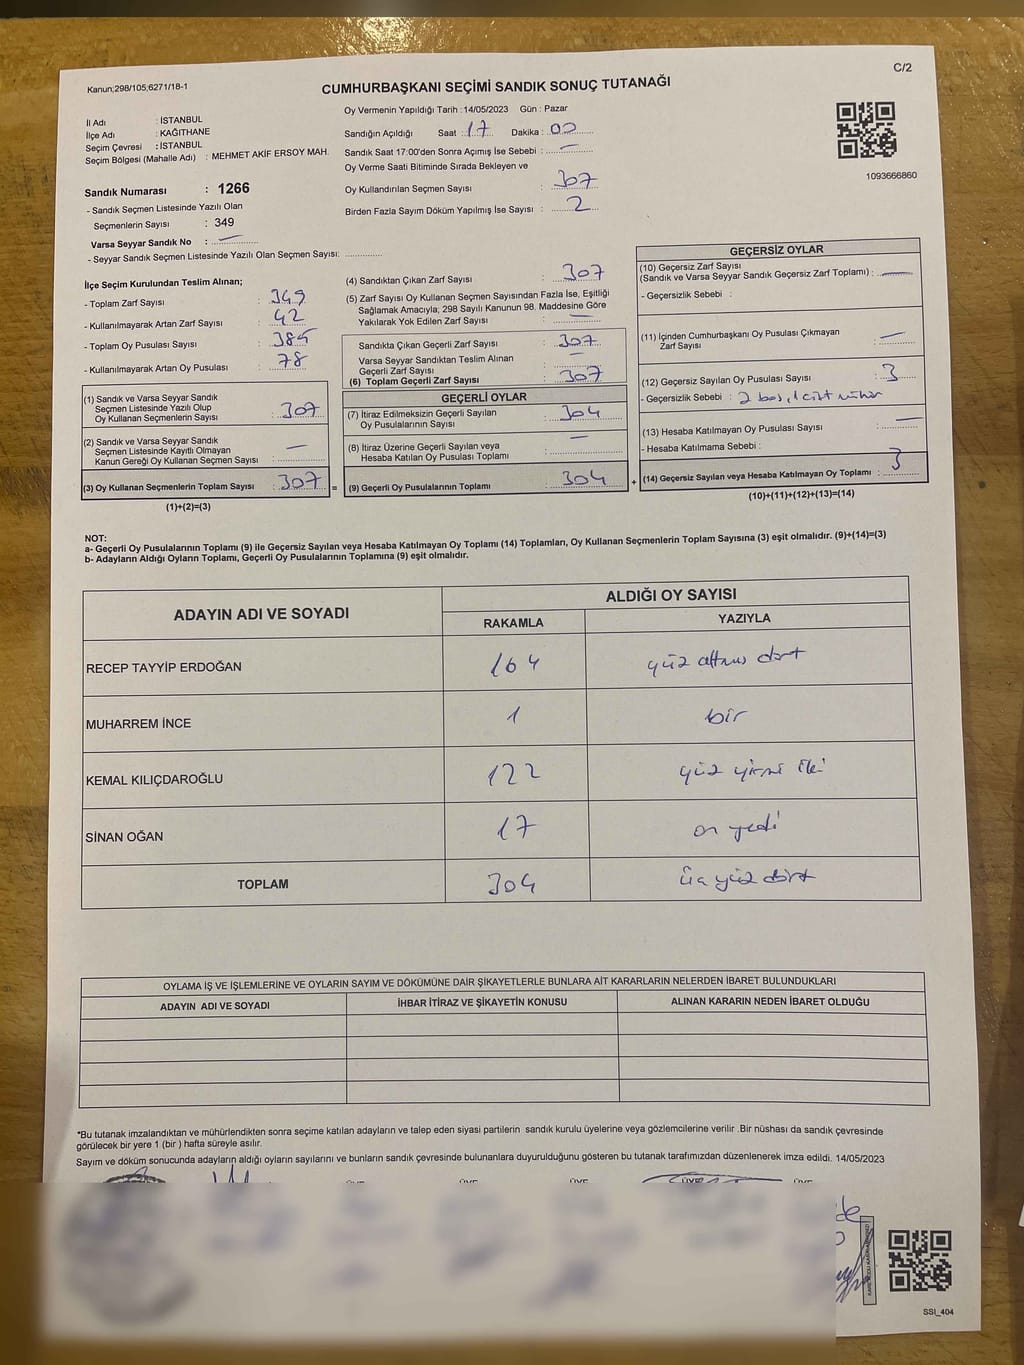 C/2
Kanun;298/105;6271/18-1
CUMHURBAŞKANI SEÇİMİ SANDIK SONUÇ TUTANAĞI
İl Adı : İSTANBUL
İlçe Adı : KAĞITHANE
Seçim Çevresi : İSTANBUL
Seçim Bölgesi (Mahalle Adı) : MEHMET AKİF ERSOY MAH.
Sandık Numarası : 1266
- Sandık Seçmen Listesinde Yazılı Olan
Seçmenlerin Sayısı : 349
Varsa Seyyar Sandık No :
- Seyyar Sandık Seçmen Listesinde Yazılı Olan Seçmen Sayısı:
Oy Vermenin Yapıldığı Tarih :14/05/2023 Gün : Pazar
Sandığın Açıldığı Saat : 17 Dakika : 00
Sandık Saat 17:00'den Sonra Açımış İse Sebebi : —
Oy Verme Saati Bitiminde Sırada Bekleyen ve
Oy Kullandırılan Seçmen Sayısı : 307
Birden Fazla Sayım Döküm Yapılmış İse Sayısı : 2
1093666860
İlçe Seçim Kurulundan Teslim Alınan;
- Toplam Zarf Sayısı : 349
- Kullanılmayarak Artan Zarf Sayısı : 42
- Toplam Oy Pusulası Sayısı : 385
- Kullanılmayarak Artan Oy Pusulası : 78
(1) Sandık ve Varsa Seyyar Sandık
Seçmen Listesinde Yazılı Olup
Oy Kullanan Seçmenlerin Sayısı : 307
(2) Sandık ve Varsa Seyyar Sandık
Seçmen Listesinde Kayıtlı Olmayan
Kanun Gereği Oy Kullanan Seçmen Sayısı : —
(3) Oy Kullanan Seçmenlerin Toplam Sayısı : 307 =
(1)+(2)=(3)
(4) Sandıktan Çıkan Zarf Sayısı : 307
(5) Zarf Sayısı Oy Kullanan Seçmen Sayısından Fazla İse, Eşitliği
Sağlamak Amacıyla; 298 Sayılı Kanunun 98. Maddesine Göre
Yakılarak Yok Edilen Zarf Sayısı : —
Sandıkta Çıkan Geçerli Zarf Sayısı : 307
Varsa Seyyar Sandıktan Teslim Alınan
Geçerli Zarf Sayısı : —
(6) Toplam Geçerli Zarf Sayısı : 307
GEÇERLİ OYLAR
(7) İtiraz Edilmeksizin Geçerli Sayılan
Oy Pusulalarının Sayısı : 304
(8) İtiraz Üzerine Geçerli Sayılan veya
Hesaba Katılan Oy Pusulası Toplamı : —
(9) Geçerli Oy Pusulalarının Toplamı : 304 +
GEÇERSİZ OYLAR
(10) Geçersiz Zarf Sayısı
(Sandık ve Varsa Seyyar Sandık Geçersiz Zarf Toplamı) : —
- Geçersizlik Sebebi :
(11) İçinden Cumhurbaşkanı Oy Pusulası Çıkmayan
Zarf Sayısı : —
(12) Geçersiz Sayılan Oy Pusulası Sayısı : 3
- Geçersizlik Sebebi : 2 boş, 1 çift mühür
(13) Hesaba Katılmayan Oy Pusulası Sayısı : —
- Hesaba Katılmama Sebebi :
(14) Geçersiz Sayılan veya Hesaba Katılmayan Oy Toplamı : 3
(10)+(11)+(12)+(13)=(14)
NOT:
a- Geçerli Oy Pusulalarının Toplamı (9) ile Geçersiz Sayılan veya Hesaba Katılmayan Oy Toplamı (14) Toplamları, Oy Kullanan Seçmenlerin Toplam Sayısına (3) eşit olmalıdır. (9)+(14)=(3)
b- Adayların Aldığı Oyların Toplamı, Geçerli Oy Pusulalarının Toplamına (9) eşit olmalıdır.
ADAYIN ADI VE SOYADI
ALDIĞI OY SAYISI
RAKAMLA YAZIYLA
RECEP TAYYİP ERDOĞAN 164 yüz altmış dört
MUHARREM İNCE 1 bir
KEMAL KILIÇDAROĞLU 122 yüz yirmi iki
SİNAN OĞAN 17 on yedi
TOPLAM 304 üç yüz dört
OYLAMA İŞ VE İŞLEMLERİNE VE OYLARIN SAYIM VE DÖKÜMÜNE DAİR ŞİKAYETLERLE BUNLARA AİT KARARLARIN NELERDEN İBARET BULUNDUKLARI
ADAYIN ADI VE SOYADI İHBAR İTİRAZ VE ŞİKAYETİN KONUSU ALINAN KARARIN NEDEN İBARET OLDUĞU
*Bu tutanak imzalandıktan ve mühürlendikten sonra seçime katılan adayların ve talep eden siyasi partilerin sandık kurulu üyelerine veya gözlemcilerine verilir .Bir nüshası da sandık çevresinde
görülecek bir yere 1 (bir ) hafta süreyle asılır.
Sayım ve döküm sonucunda adayların aldığı oyların sayılarını ve bunların sandık çevresinde bulunanlara duyurulduğunu gösteren bu tutanak tarafımızdan düzenlenerek imza edildi. 14/05/2023
SSI_404